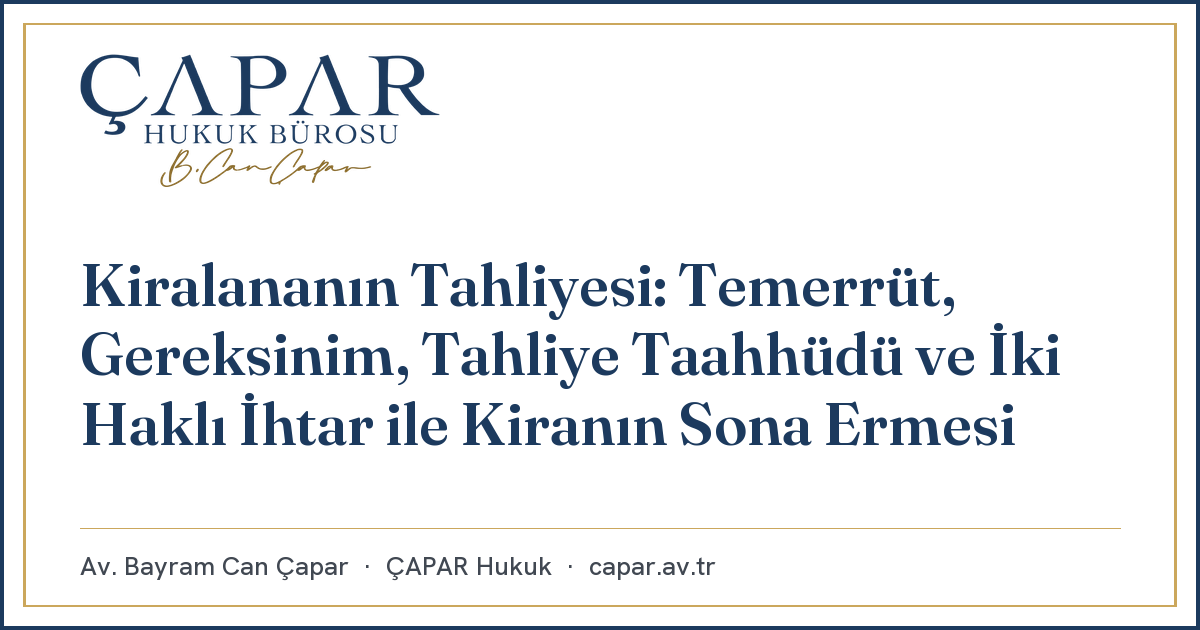 ÇAPAR
HUKUK BÜROSU
B. Can Çapar
Kiralananın Tahliyesi: Temerrüt,
Gereksinim, Tahliye Taahhüdü ve İki
Haklı İhtar ile Kiranın Sona Ermesi
Av. Bayram Can Çapar · ÇAPAR Hukuk · capar.av.tr